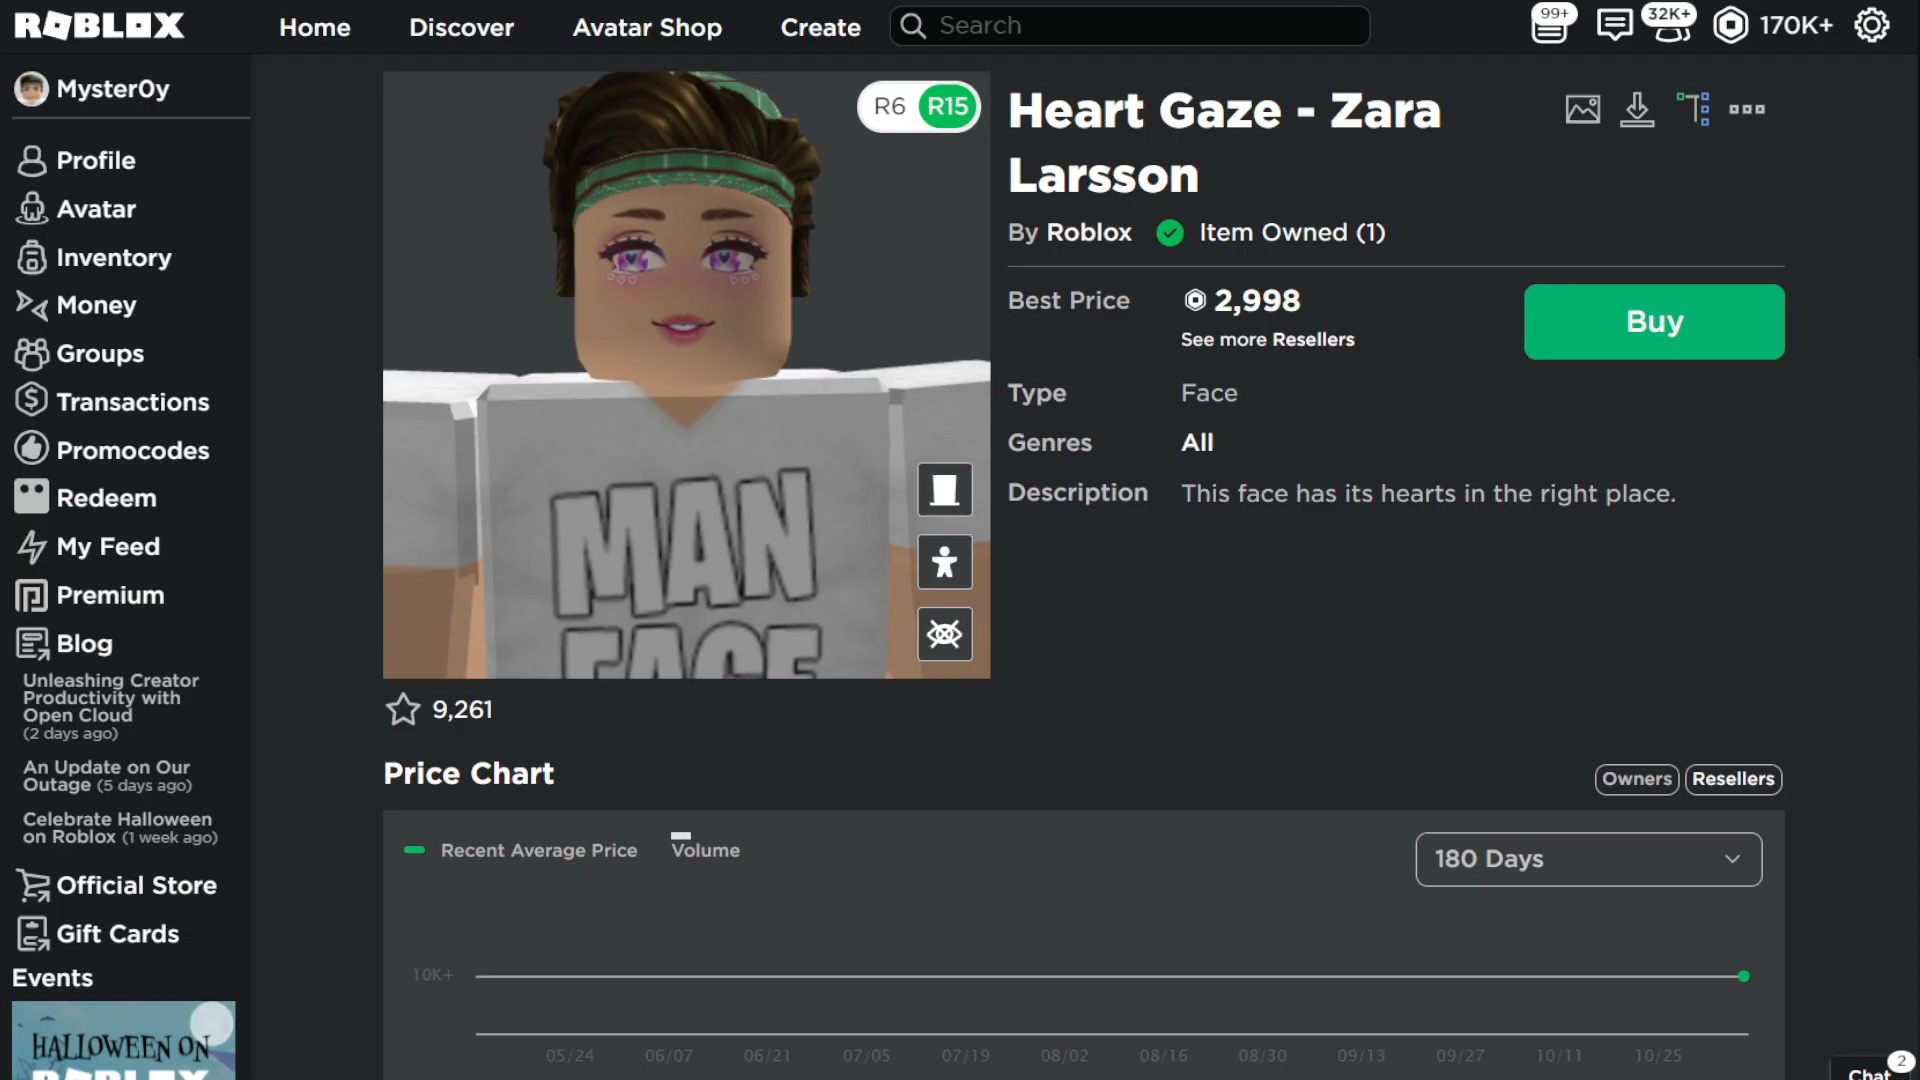 ROBLOX
Home
Discover
Avatar Shop
Create
Search
99+
32K+
170K+
Myster0y
Profile
Avatar
Inventory
Money
Groups
Transactions
Promocodes
Redeem
My Feed
Premium
Blog
Unleashing Creator
Productivity with
Open Cloud
(2 days ago)
An Update on Our
Outage (5 days ago)
Celebrate Halloween
on Roblox (1 week ago)
Official Store
Gift Cards
Events
HALLOWEEN ON
ROBLOX
R6 R15
MAN
FACE
9,261
Heart Gaze - Zara
Larsson
By Roblox Item Owned (1)
Best Price 2,998
See more Resellers
Buy
Type Face
Genres All
Description This face has its hearts in the right place.
Price Chart
Owners Resellers
Recent Average Price Volume
180 Days
10K+
05/24 06/07 06/21 07/05 07/19 08/02 08/16 08/30 09/13 09/27 10/11 10/25
Chat 2